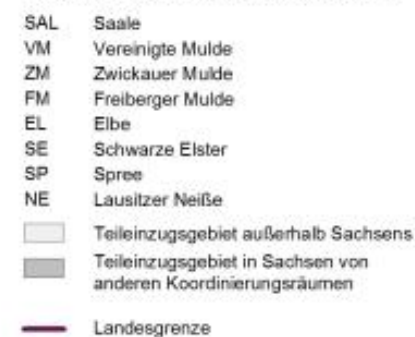 SAL Saale
VM Vereinigte Mulde
ZM Zwickauer Mulde
FM Freiberger Mulde
EL Elbe
SE Schwarze Elster
SP Spree
NE Lausitzer Neiße
Teileinzugsgebiet außerhalb Sachsens
Teileinzugsgebiet in Sachsen von
anderen Koordinierungsräumen
Landesgrenze